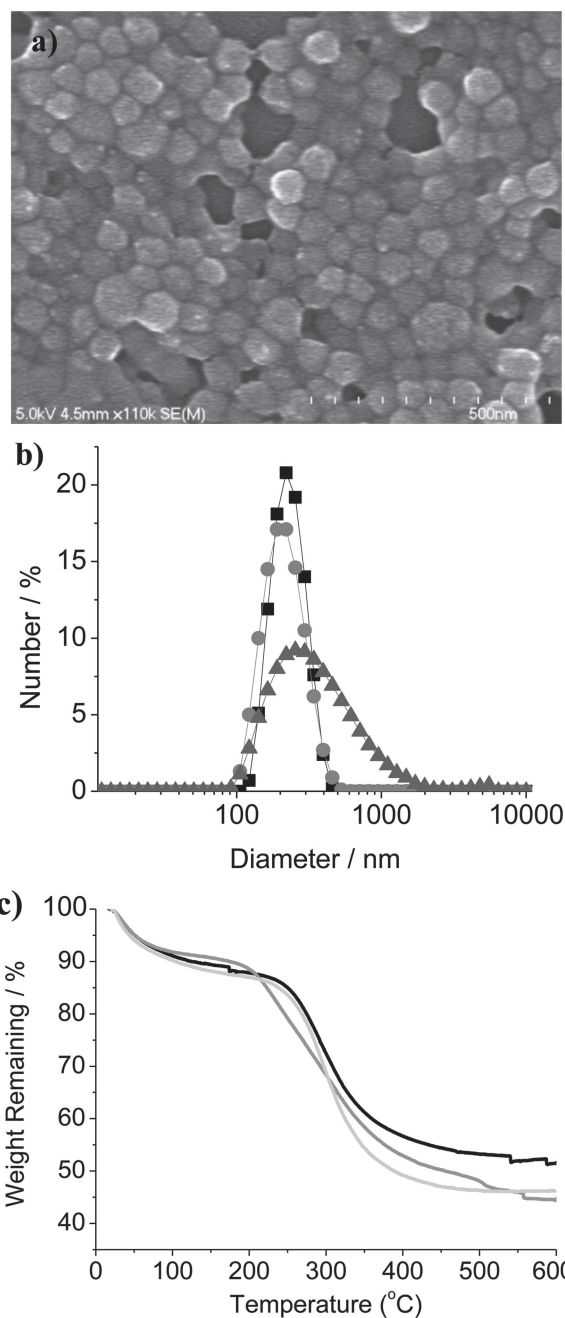 a)
5.0kV 4.5mm x110k SE(M)
500nm
b)
Number / %
20
15
10
5
0
100
1000
10000
Diameter / nm
c)
Weight Remaining / %
100
90
80
70
60
50
40
0
100
200
300
400
500
600
Temperature (°C)